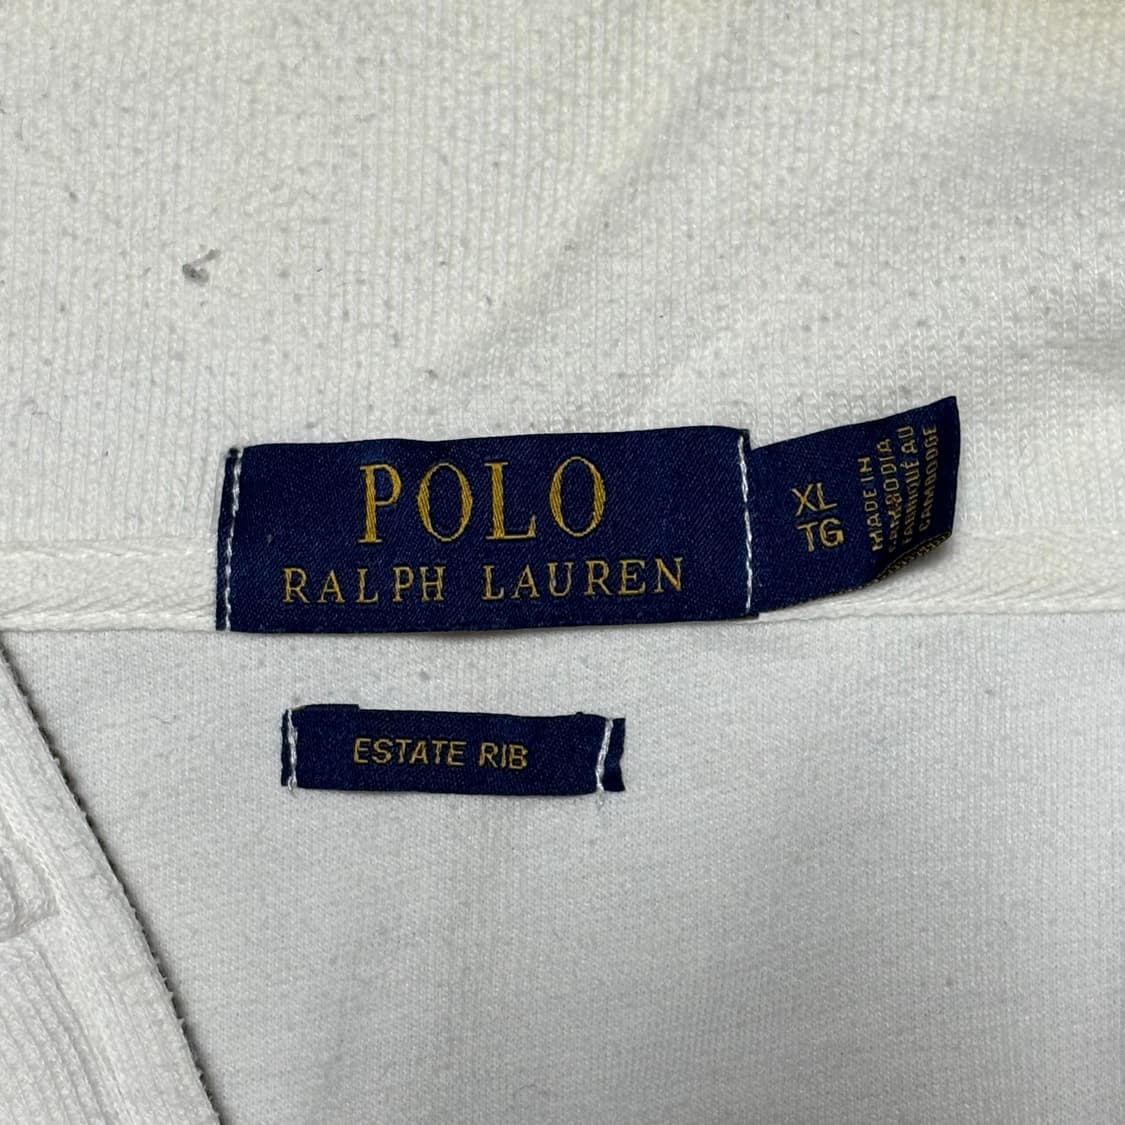 POLO
RALPH LAUREN
XL
TG
MADE IN
CAMBODIA
FABRIQUÉ AU
CAMBODGE
ESTATE RIB